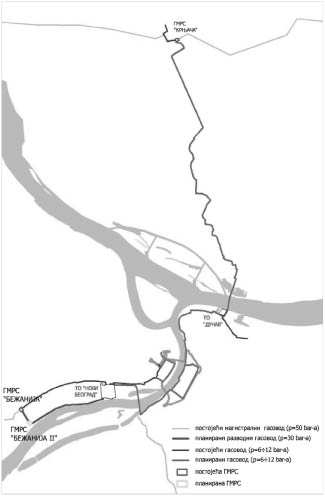 ГМРС
"КРЊАЧА"
ТО
"ДУНАВ"
ТО "НОВИ
БЕОГРАД"
ГМРС
"БЕЖАНИЈА"
ГМРС
"БЕЖАНИЈА II"
постојећи магистрални гасовод (p=50 bar-a)
планирани разводни гасовод (p=30 bar-a)
постојећи гасовод (p=6÷12 bar-a)
планирани гасовод (p=6÷12 bar-a)
постојећа ГМРС
планирана ГМРС